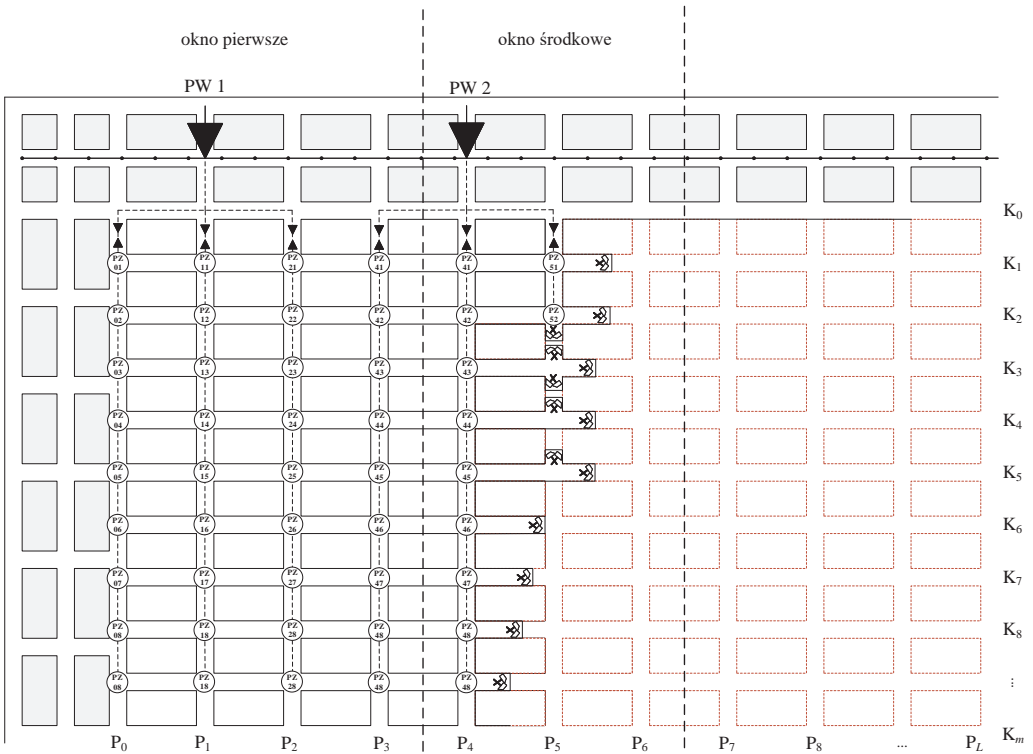 okno pierwsze okno środkowe
PW 1 PW 2
K0
PZ 01 PZ 11 PZ 21 PZ 41 PZ 41 PZ 51 K1
PZ 02 PZ 12 PZ 22 PZ 42 PZ 42 PZ 52 K2
PZ 03 PZ 13 PZ 23 PZ 43 PZ 43 K3
PZ 04 PZ 14 PZ 24 PZ 44 PZ 44 K4
PZ 05 PZ 15 PZ 25 PZ 45 PZ 45 K5
PZ 06 PZ 16 PZ 26 PZ 46 PZ 46 K6
PZ 07 PZ 17 PZ 27 PZ 47 PZ 47 K7
PZ 08 PZ 18 PZ 28 PZ 48 PZ 48 K8
PZ 08 PZ 18 PZ 28 PZ 48 PZ 48 ...
P0 P1 P2 P3 P4 P5 P6 P7 P8 ... PL Km